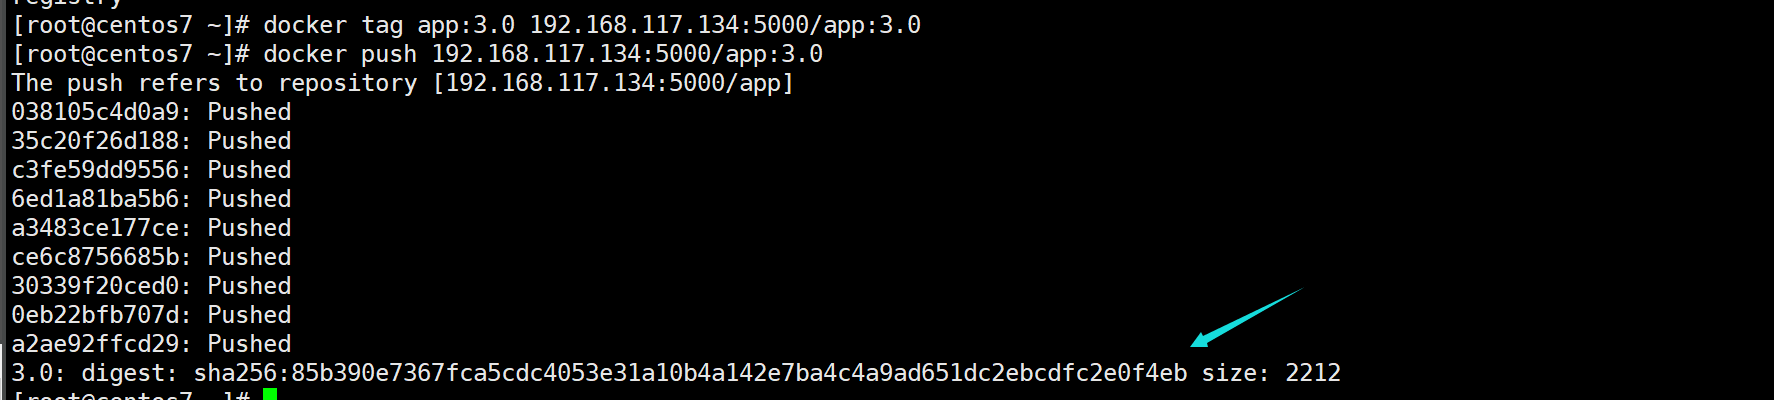 registry
[root@centos7 ~]# docker tag app:3.0 192.168.117.134:5000/app:3.0
[root@centos7 ~]# docker push 192.168.117.134:5000/app:3.0
The push refers to repository [192.168.117.134:5000/app]
038105c4d0a9: Pushed
35c20f26d188: Pushed
c3fe59dd9556: Pushed
6ed1a81ba5b6: Pushed
a3483ce177ce: Pushed
ce6c8756685b: Pushed
30339f20ced0: Pushed
0eb22bfb707d: Pushed
a2ae92ffcd29: Pushed
3.0: digest: sha256:85b390e7367fca5cdc4053e31a10b4a142e7ba4c4a9ad651dc2ebcdfc2e0f4eb size: 2212
[root@centos7 ~]#